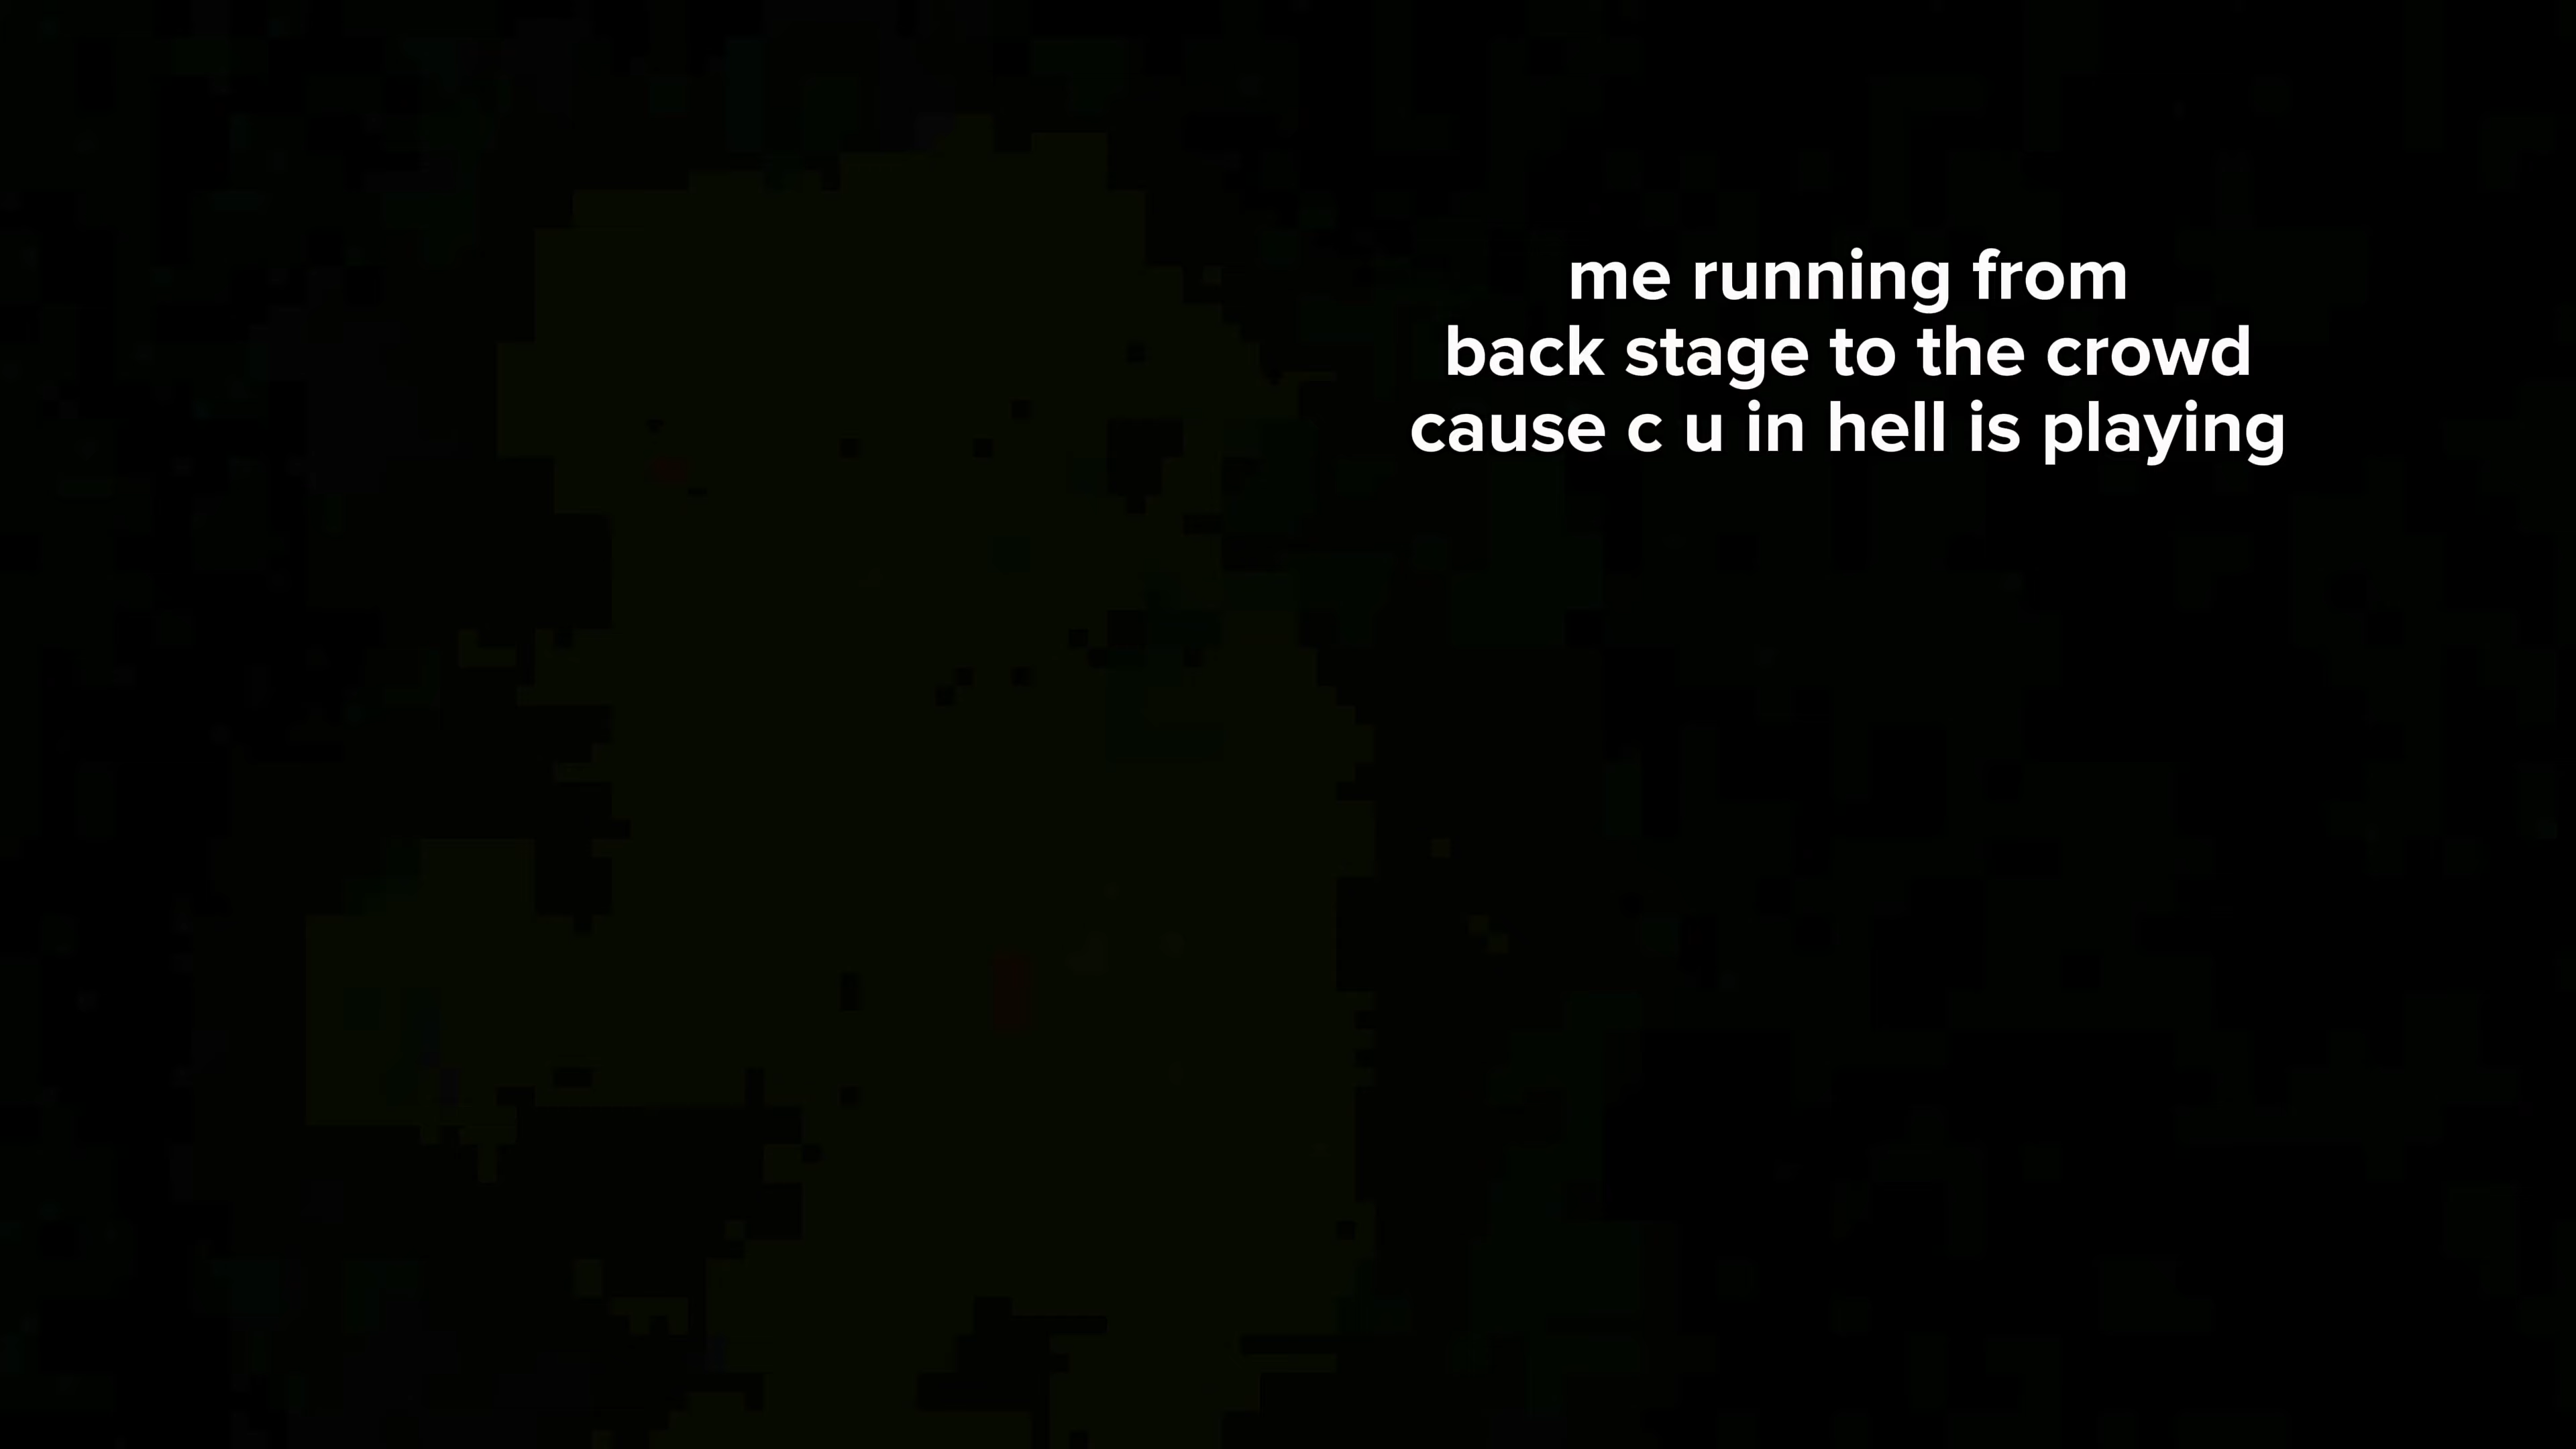 me running from
back stage to the crowd
cause c u in hell is playing